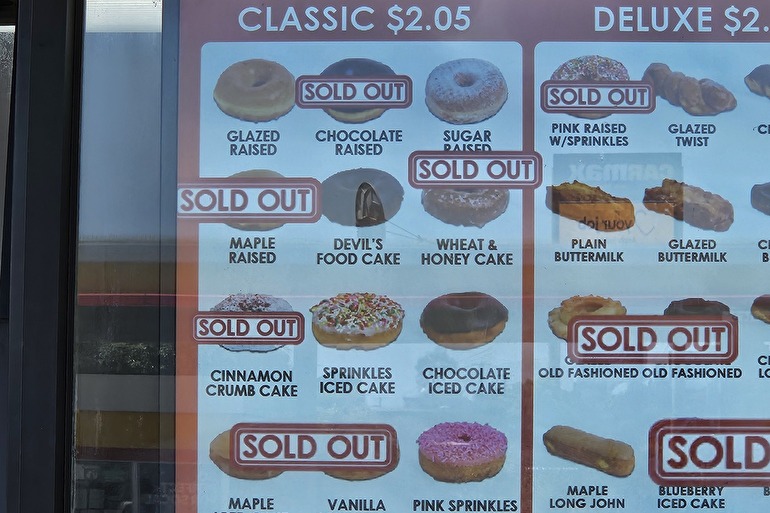 CLASSIC $2.05
SOLD OUT
GLAZED
RAISED
CHOCOLATE
RAISED
SUGAR
RAISED
SOLD OUT
SOLD OUT
MAPLE
RAISED
DEVIL'S
FOOD CAKE
WHEAT &
HONEY CAKE
SOLD OUT
CINNAMON
CRUMB CAKE
SPRINKLES
ICED CAKE
CHOCOLATE
ICED CAKE
SOLD OUT
MAPLE
VANILLA
PINK SPRINKLES
DELUXE $2.
SOLD OUT
PINK RAISED
W/SPRINKLES
GLAZED
TWIST
PLAIN
BUTTERMILK
GLAZED
BUTTERMILK
SOLD OUT
OLD FASHIONED
OLD FASHIONED
SOLD
MAPLE
LONG JOHN
BLUEBERRY
ICED CAKE